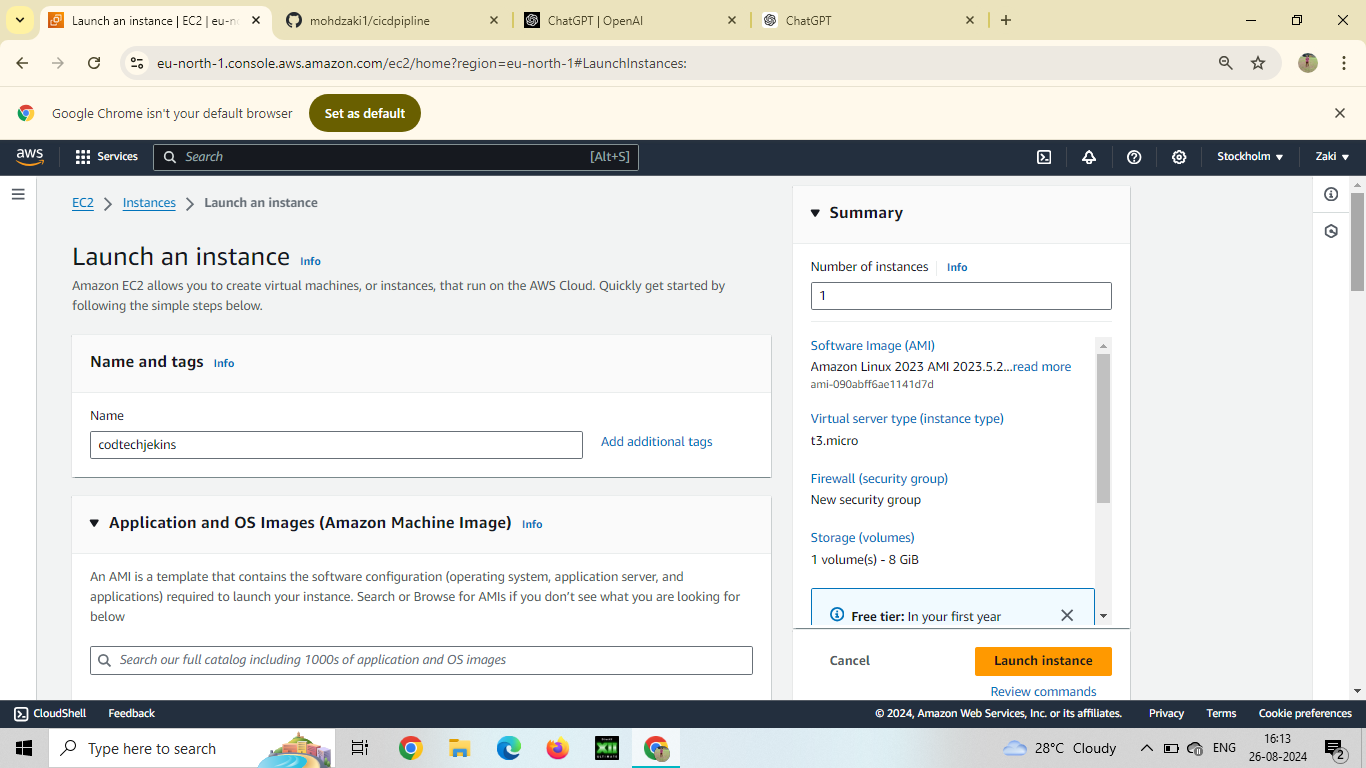 Launch an instance | EC2 | eu-no
mohdzaki1/cicdpipline
ChatGPT | OpenAI
ChatGPT
eu-north-1.console.aws.amazon.com/ec2/home?region=eu-north-1#LaunchInstances:
Google Chrome isn't your default browser
Set as default
aws
Services
Search
[Alt+S]
Stockholm
Zaki
EC2
Instances
Launch an instance
Launch an instance Info
Amazon EC2 allows you to create virtual machines, or instances, that run on the AWS Cloud. Quickly get started by
following the simple steps below.
Name and tags Info
Name
codtechjekins
Add additional tags
Application and OS Images (Amazon Machine Image) Info
An AMI is a template that contains the software configuration (operating system, application server, and
applications) required to launch your instance. Search or Browse for AMIs if you don't see what you are looking for
below
Search our full catalog including 1000s of application and OS images
Summary
Number of instances Info
1
Software Image (AMI)
Amazon Linux 2023 AMI 2023.5.2...read more
ami-090abff6ae1141d7d
Virtual server type (instance type)
t3.micro
Firewall (security group)
New security group
Storage (volumes)
1 volume(s) - 8 GiB
Free tier: In your first year
Cancel
Launch instance
Review commands
CloudShell
Feedback
© 2024, Amazon Web Services, Inc. or its affiliates.
Privacy
Terms
Cookie preferences
Type here to search
XII
28°C Cloudy
ENG
16:13
26-08-2024
2